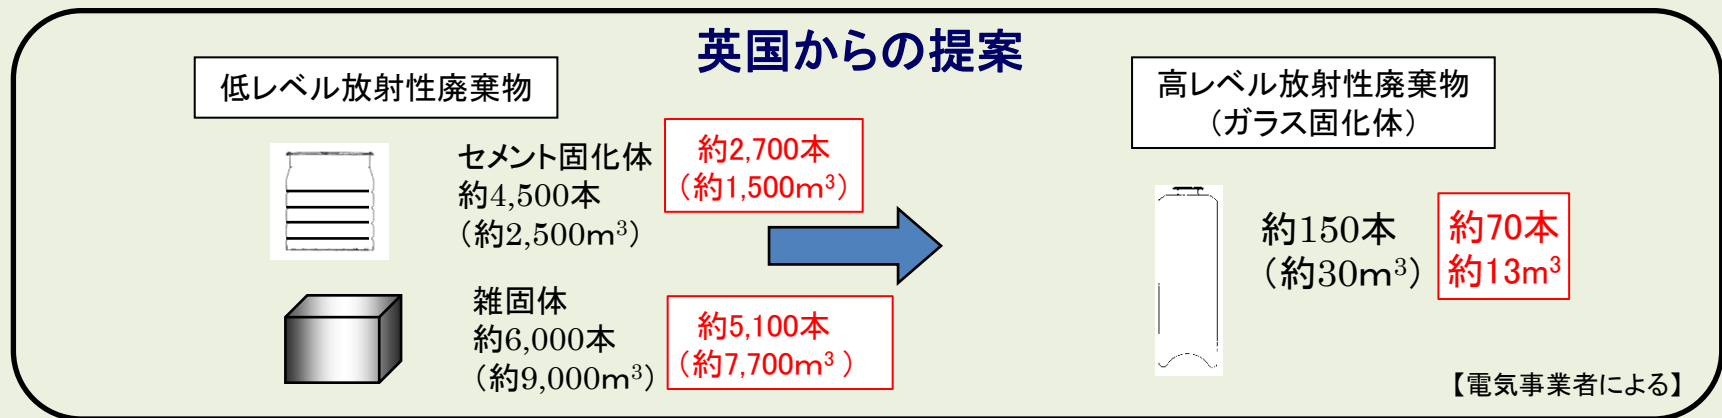 英国からの提案
低レベル放射性廃棄物
セメント固化体
約4,500本
（約2,500m³）
約2,700本
（約1,500m³）
雑固体
約6,000本
（約9,000m³）
約5,100本
（約7,700m³ ）
高レベル放射性廃棄物
（ガラス固化体）
約150本
（約30m³）
約70本
約13m³
【電気事業者による】